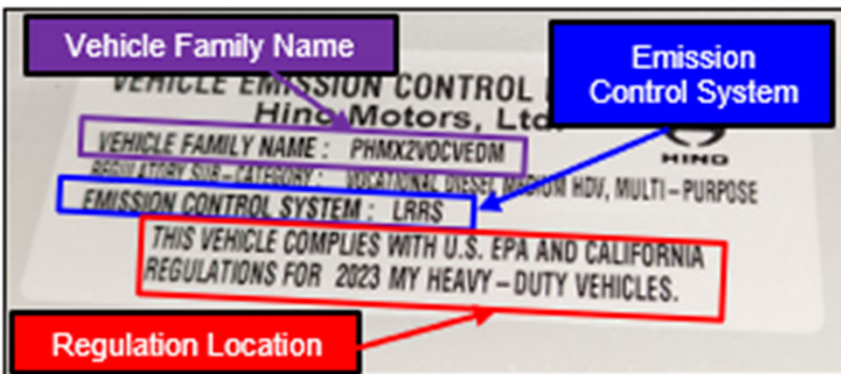 Vehicle Family Name
Emission
Control System
VEHICLE EMISSION CONTROL
Hino Motors, Ltd.
HINO
VEHICLE FAMILY NAME : PHMX2VOCVEDM
REGULATORY SUB-CATEGORY : VOCATIONAL DIESEL, MEDIUM HDV, MULTI-PURPOSE
EMISSION CONTROL SYSTEM : LRRS
THIS VEHICLE COMPLIES WITH U.S. EPA AND CALIFORNIA
REGULATIONS FOR 2023 MY HEAVY-DUTY VEHICLES.
Regulation Location